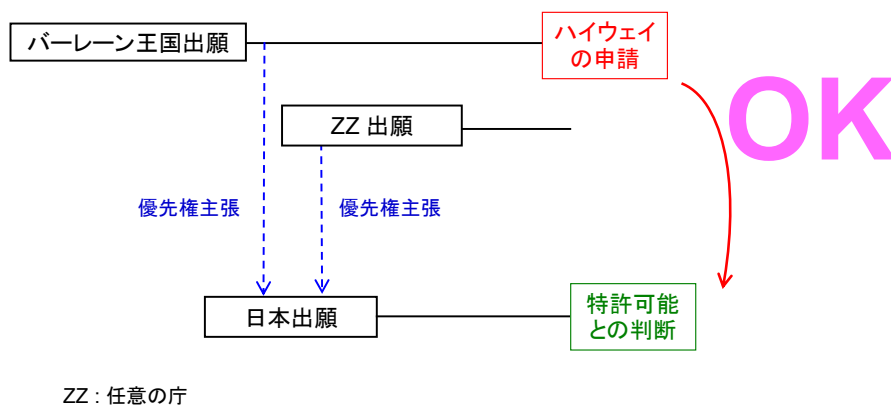 バーレーン王国出願
ハイウェイ
の申請
OK
ZZ 出願
優先権主張
優先権主張
日本出願
特許可能
との判断
ZZ : 任意の庁